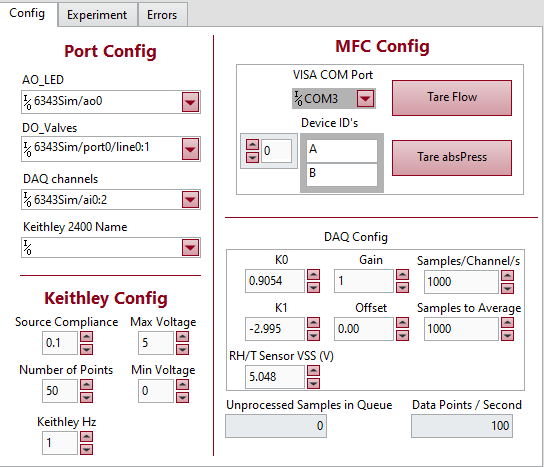 Config Experiment Errors
Port Config
AO_LED
I/O 6343Sim/ao0
DO_Valves
I/O 6343Sim/port0/line0:1
DAQ channels
I/O 6343Sim/ai0:2
Keithley 2400 Name
I/O
Keithley Config
Source Compliance Max Voltage
0.1 5
Number of Points Min Voltage
50 0
Keithley Hz
1
MFC Config
VISA COM Port
I/O COM3
Tare Flow
Device ID's
0
A
B
Tare absPress
DAQ Config
K0 Gain Samples/Channel/s
0.9054 1 1000
K1 Offset Samples to Average
-2.995 0.00 1000
RH/T Sensor VSS (V)
5.048
Unprocessed Samples in Queue Data Points / Second
0 100